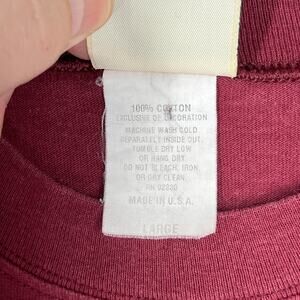 100% COTTON
EXCLUSIVE OF DECORATION
MACHINE WASH COLD
SEPARATELY INSIDE OUT,
TUMBLE DRY LOW
OR HANG DRY.
DO NOT BLEACH, IRON,
OR DRY CLEAN.
RN 92830
MADE IN U.S.A.
LARGE